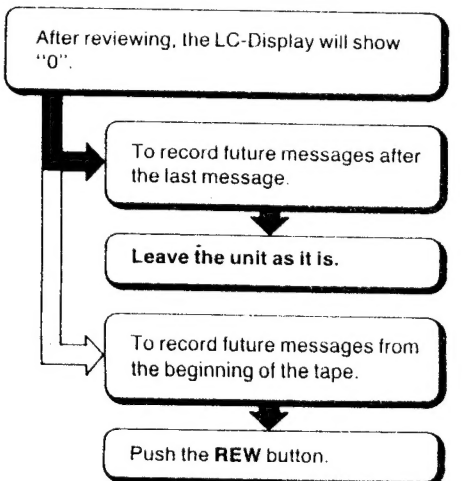 After reviewing, the LC-Display will show
"0".
To record future messages after
the last message.
Leave the unit as it is.
To record future messages from
the beginning of the tape.
Push the REW button.